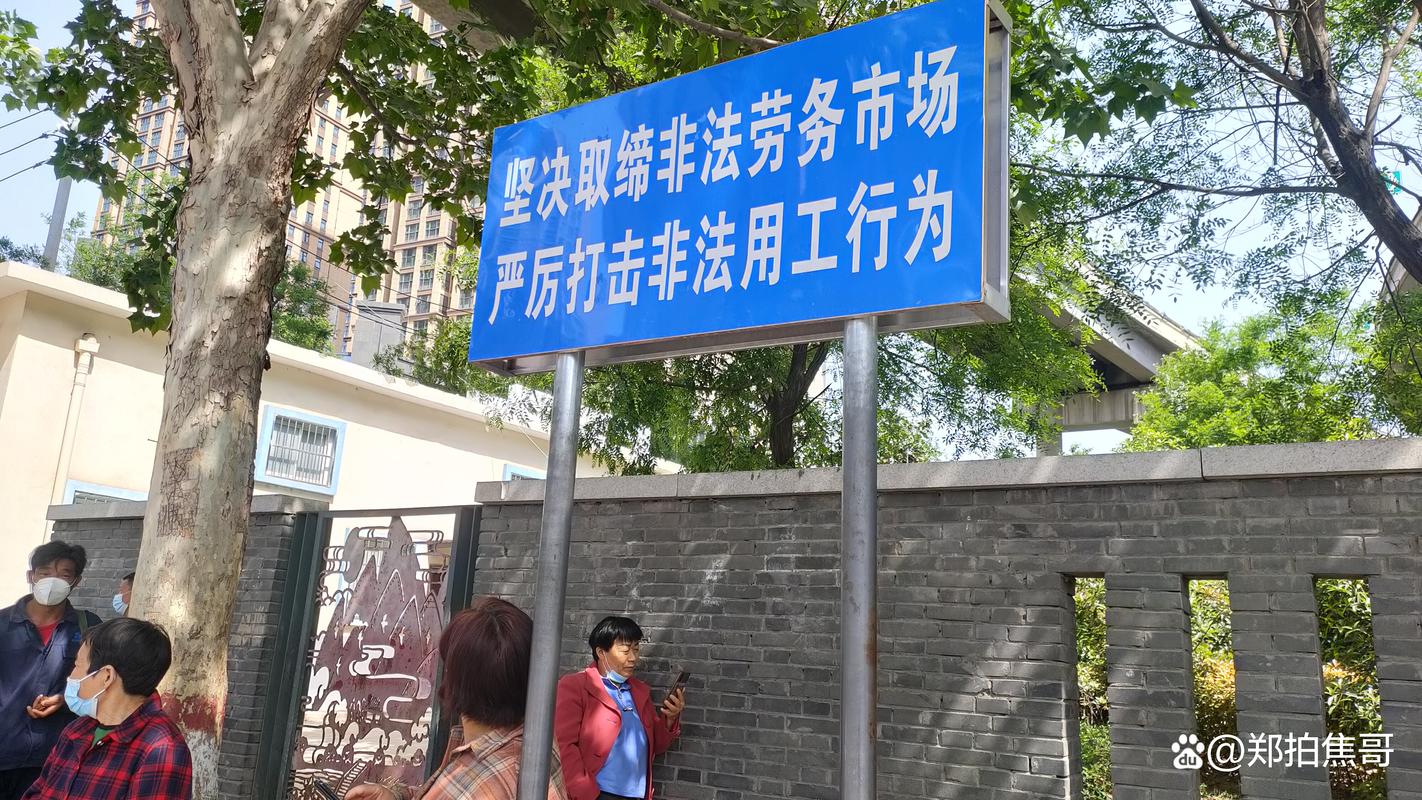 坚决取缔非法劳务市场
严厉打击非法用工行为
@郑拍焦哥